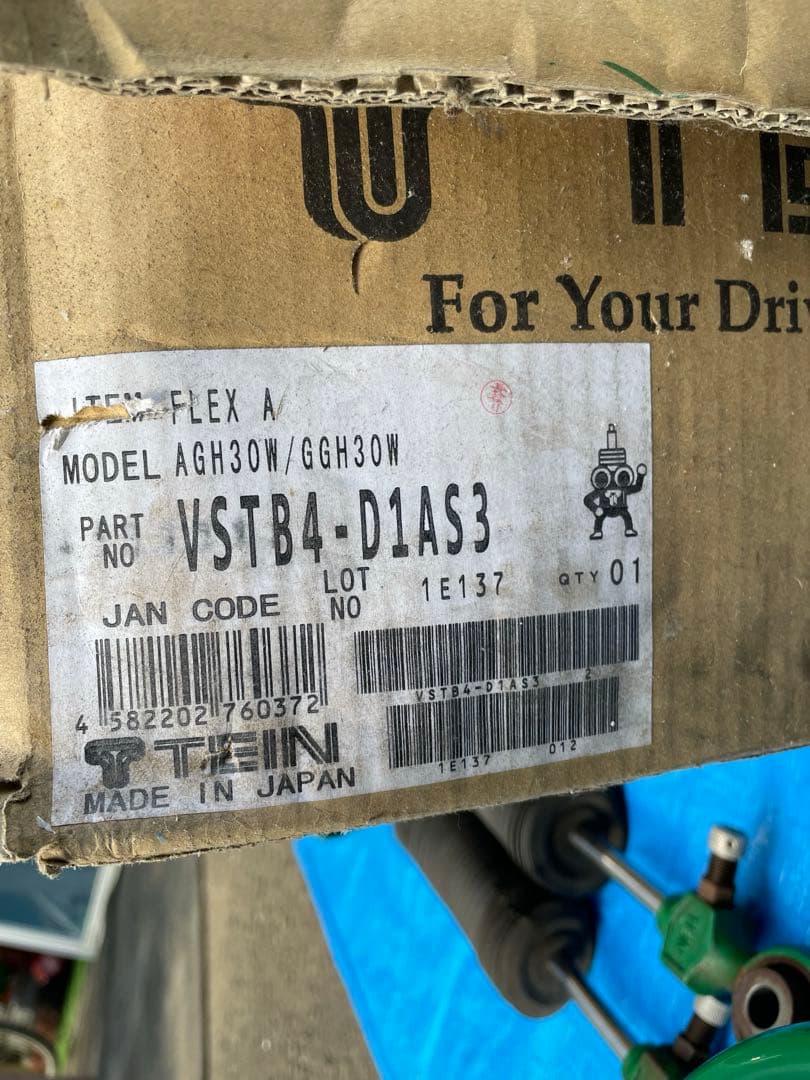 For Your Dri
ITEM FLEX A
MODEL AGH30W/GGH30W
PART NO VSTB4-D1AS3
JAN CODE LOT NO 1E137 QTY 01
4 582202 760372
VSTB4-D1AS3 2
1E137 012
TEIN
MADE IN JAPAN